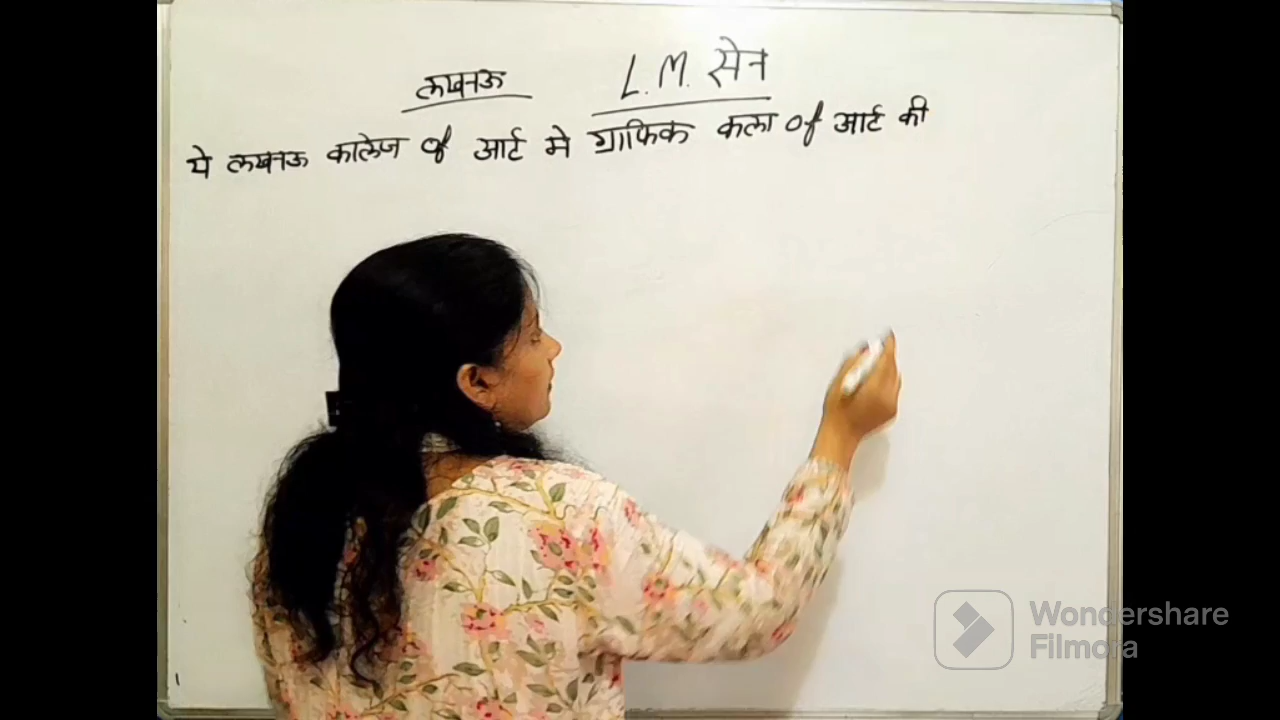 लखनऊ L.M. सेन
ये लखनऊ कालेज of आर्ट मे ग्राफिक कला of आर्ट की
Wondershare
Filmora